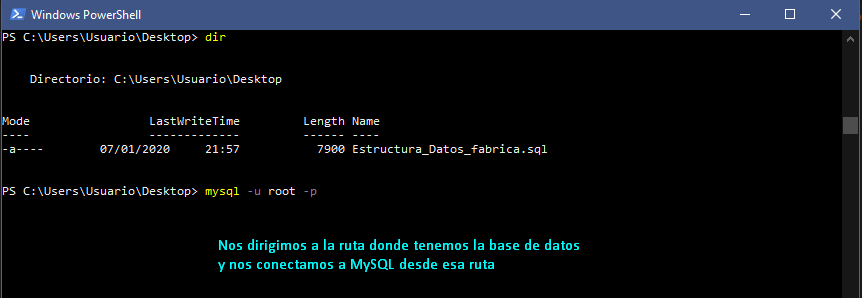 Windows PowerShell
PS C:\Users\Usuario\Desktop> dir
Directorio: C:\Users\Usuario\Desktop
Mode LastWriteTime Length Name
---- ------------- ------ ----
-a---- 07/01/2020 21:57 7900 Estructura_Datos_fabrica.sql
PS C:\Users\Usuario\Desktop> mysql -u root -p
Nos dirigimos a la ruta donde tenemos la base de datos
y nos conectamos a MySQL desde esa ruta